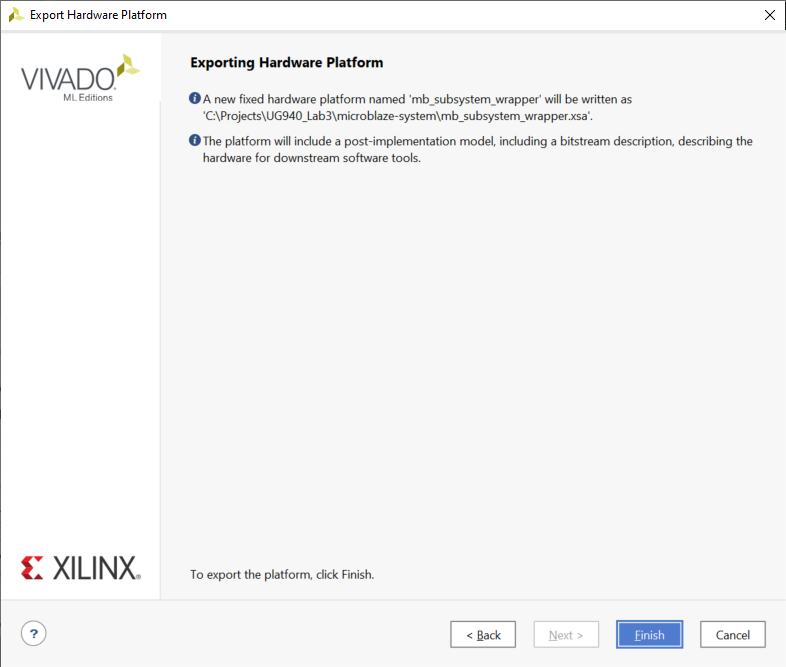 Export Hardware Platform
VIVADO.
ML Editions
Exporting Hardware Platform
A new fixed hardware platform named 'mb_subsystem_wrapper' will be written as
'C:\Projects\UG940_Lab3\microblaze-system\mb_subsystem_wrapper.xsa'.
The platform will include a post-implementation model, including a bitstream description, describing the
hardware for downstream software tools.
XILINX.
To export the platform, click Finish.
?
< Back
Next >
Finish
Cancel